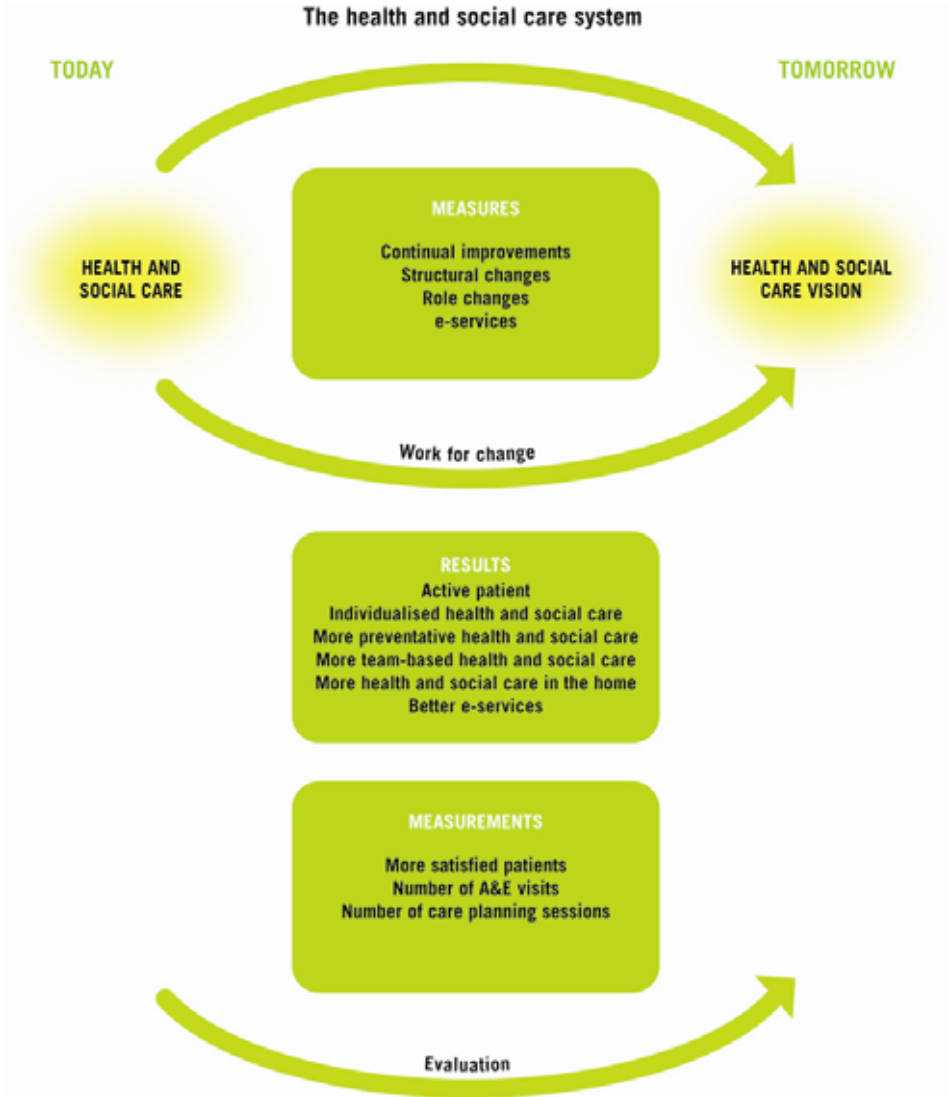 The health and social care system
TODAY
TOMORROW
MEASURES
Continual improvements
Structural changes
Role changes
e-services
HEALTH AND
SOCIAL CARE
HEALTH AND SOCIAL
CARE VISION
Work for change
RESULTS
Active patient
Individualised health and social care
More preventative health and social care
More team-based health and social care
More health and social care in the home
Better e-services
MEASUREMENTS
More satisfied patients
Number of A&E visits
Number of care planning sessions
Evaluation